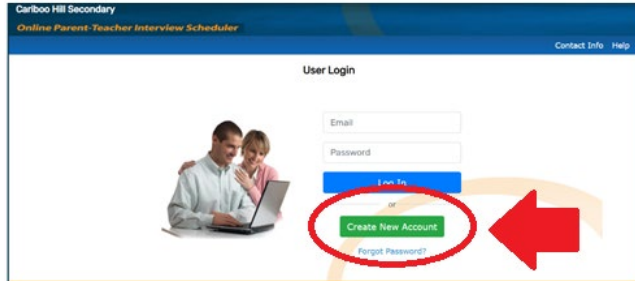 Cariboo Hill Secondary
Online Parent-Teacher Interview Scheduler
Contact Info Help
User Login
Email
Password
Log In
or
Create New Account
Forgot Password?